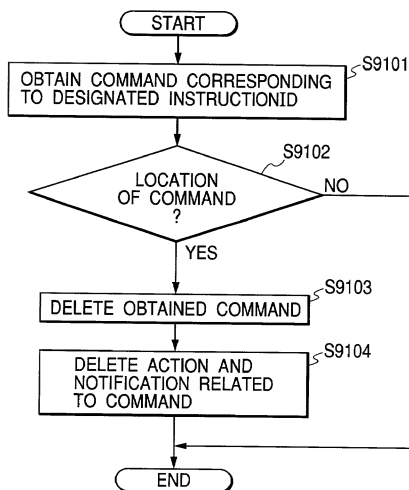 START
S9101
OBTAIN COMMAND CORRESPONDING
TO DESIGNATED INSTRUCTIONID
S9102
LOCATION
OF COMMAND
?
NO
YES
S9103
DELETE OBTAINED COMMAND
S9104
DELETE ACTION AND
NOTIFICATION RELATED
TO COMMAND
END